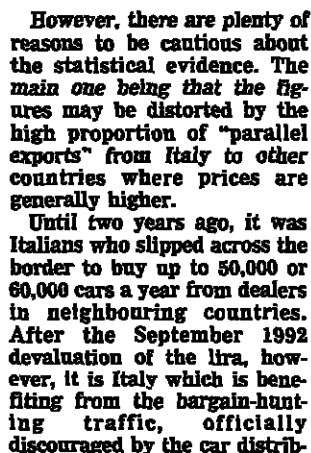 However, there are plenty of
reasons to be cautious about
the statistical evidence. The
main one being that the fig-
ures may be distorted by the
high proportion of "parallel
exports" from Italy to other
countries where prices are
generally higher.
Until two years ago, it was
Italians who slipped across the
border to buy up to 50,000 or
60,000 cars a year from dealers
in neighbouring countries.
After the September 1992
devaluation of the lira, how-
ever, it is Italy which is bene-
fiting from the bargain-hunt-
ing traffic, officially
discouraged by the car distrib-